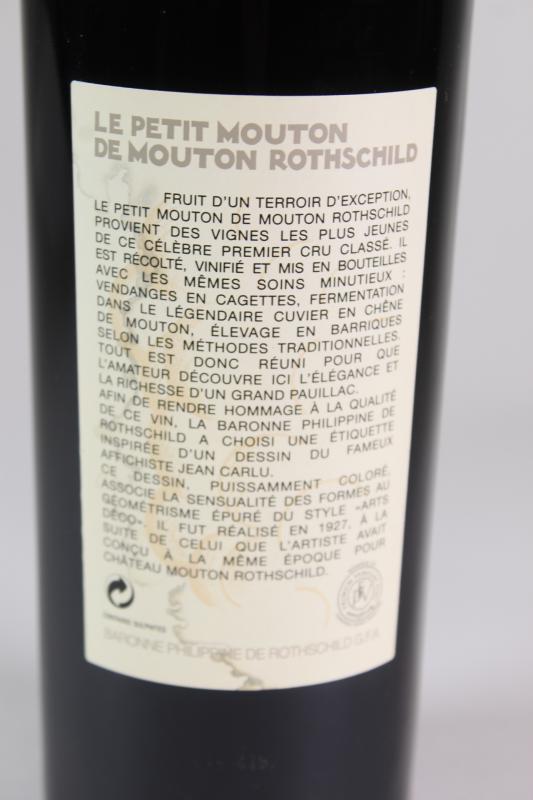 LE PETIT MOUTON
DE MOUTON ROTHSCHILD
FRUIT D'UN TERROIR D'EXCEPTION,
LE PETIT MOUTON DE MOUTON ROTHSCHILD
PROVIENT DES VIGNES LES PLUS JEUNES
DE CE CÉLÈBRE PREMIER CRU CLASSÉ. IL
EST RÉCOLTÉ, VINIFIÉ ET MIS EN BOUTEILLES
AVEC LES MÊMES SOINS MINUTIEUX :
VENDANGES EN CAGETTES, FERMENTATION
DANS LE LÉGENDAIRE CUVIER EN CHÊNE
DE MOUTON, ÉLEVAGE EN BARRIQUES
SELON LES MÉTHODES TRADITIONNELLES.
TOUT EST DONC RÉUNI POUR QUE
L'AMATEUR DÉCOUVRE ICI L'ÉLÉGANCE ET
LA RICHESSE D'UN GRAND PAUILLAC.
AFIN DE RENDRE HOMMAGE À LA QUALITÉ
DE CE VIN, LA BARONNE PHILIPPINE DE
ROTHSCHILD A CHOISI UNE ÉTIQUETTE
INSPIRÉE D'UN DESSIN DU FAMEUX
AFFICHISTE JEAN CARLU.
CE DESSIN, PUISSAMMENT COLORÉ,
ASSOCIE LA SENSUALITÉ DES FORMES AU
GÉOMÉTRISME ÉPURÉ DU STYLE «ARTS
DÉCO». IL FUT RÉALISÉ EN 1927, À LA
SUITE DE CELUI QUE L'ARTISTE AVAIT
CONÇU À LA MÊME ÉPOQUE POUR
CHÂTEAU MOUTON ROTHSCHILD.
CONTAINS SULPHITES
BARONNE PHILIPPINE DE ROTHSCHILD G.F.A.